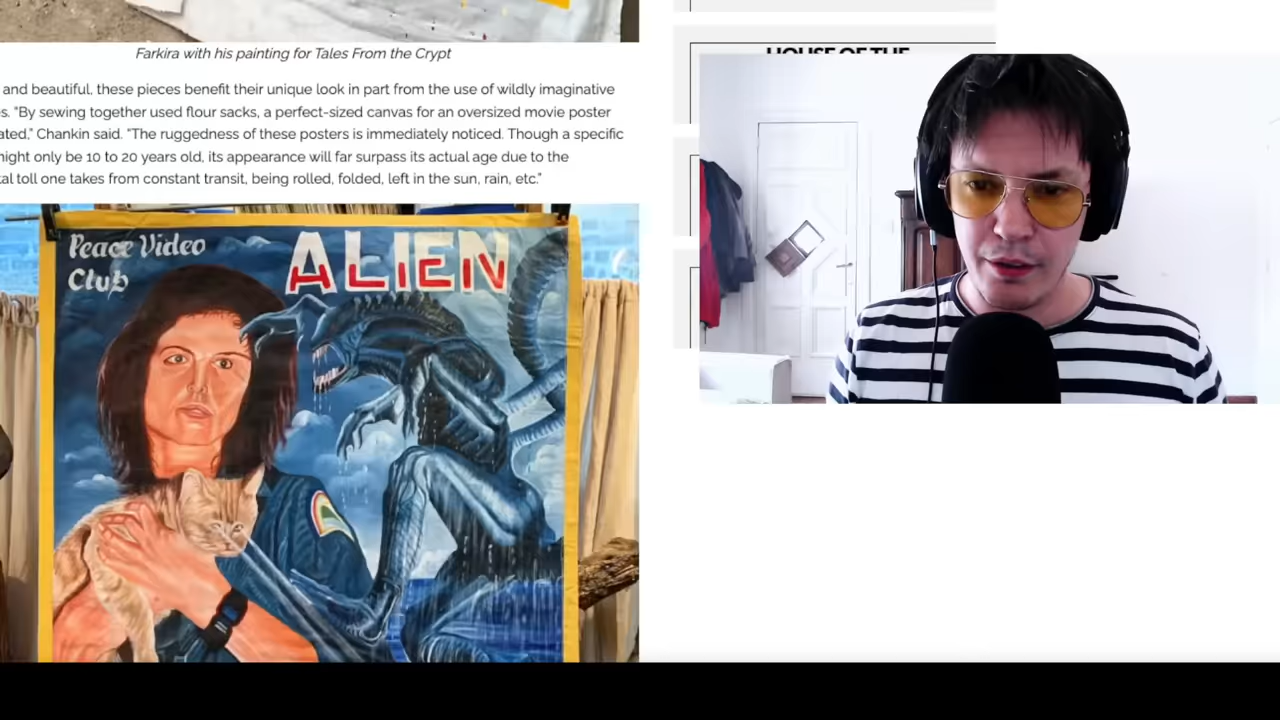 Farkira with his painting for Tales From the Crypt
and beautiful, these pieces benefit their unique look in part from the use of wildly imaginative
s. “By sewing together used flour sacks, a perfect-sized canvas for an oversized movie poster
ated,” Chankin said. “The ruggedness of these posters is immediately noticed. Though a specific
night only be 10 to 20 years old, its appearance will far surpass its actual age due to the
al toll one takes from constant transit, being rolled, folded, left in the sun, rain, etc.”
HOUSE OF THE
Peace Video
Club
ALIEN